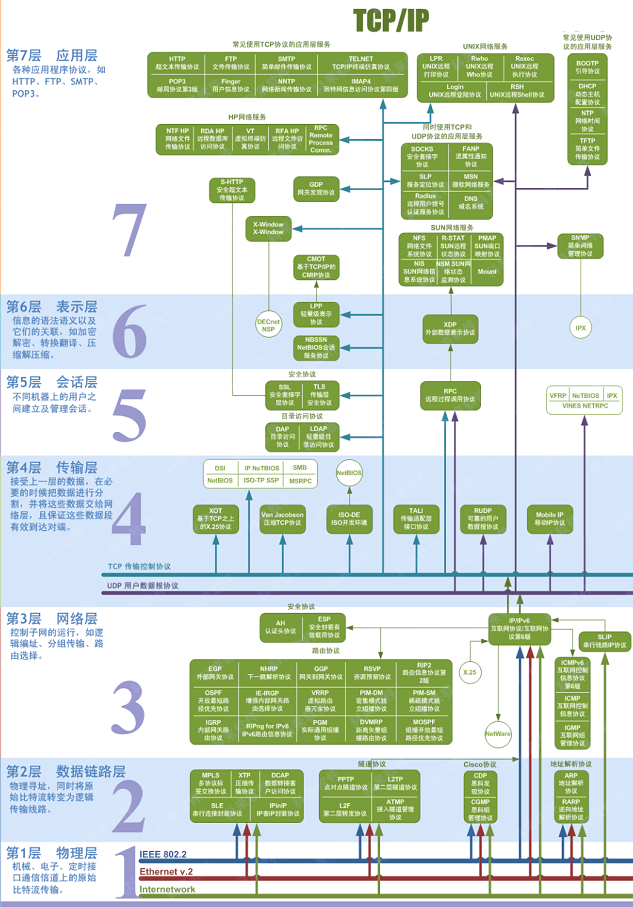 TCP/IP
第7层 应用层
各种应用程序协议，如
HTTP、FTP、SMTP、
POP3。
7
常见使用TCP协议的应用层服务
HTTP
超文本传输协议
FTP
文件传输协议
SMTP
简单邮件传输协议
TELNET
TCP/IP终端仿真协议
POP3
邮局协议第3版
Finger
用户信息协议
NNTP
网络新闻传输协议
IMAP4
因特网信息访问协议第四版
UNIX网络服务
LPR
UNIX远程
打印协议
Rwho
UNIX远程
Who协议
Rexec
UNIX远程
执行协议
Login
UNIX远程登陆协议
RSH
UNIX远程Shell协议
常见使用UDP协
议的应用层服务
BOOTP
引导协议
DHCP
动态主机
配置协议
NTP
网络时间
协议
TFTP
简单文件
传输协议
HP网络服务
NTF HP
网络文件
传输协议
RDA HP
远程数据库
访问协议
VT
虚拟终端仿
真协议
RFA HP
远程文件访
问协议
RPC
Remote
Process
Comm.
同时使用TCP和
UDP协议的应用层服务
SOCKS
安全套接字
协议
FANP
流属性通知
协议
SLP
服务定位协议
MSN
微软网络服务
Radius
远程用户拨号
认证服务协议
DNS
域名系统
S-HTTP
安全超文本
传输协议
GDP
网关发现协议
X-Window
X-Window
CMOT
基于TCP/IP的
CMIP协议
SUN网络服务
NFS
网络文件
系统协议
R-STAT
SUN远程
状态协议
PMAP
SUN端口
映射协议
NIS
SUN网络信
息系统协议
NSM SUN网
络状态
监测协议
Mount
SNMP
简单网络
管理协议
第6层 表示层
信息的语法语义以及
它们的关联，如加密
解密、转换翻译、压
缩解压缩。
6
DECnet
NSP
LPP
轻量级表示
协议
NBSSN
NetBIOS会话
服务协议
XDP
外部数据表示协议
IPX
第5层 会话层
不同机器上的用户之
间建立及管理会话。
5
安全协议
SSL
安全套接字
层协议
TLS
传输层
安全协议
目录访问协议
DAP
目录访问
协议
LDAP
轻量级目
录访问协议
RPC
远程过程调用协议
VFRP
NeTBIOS
IPX
VINES NETRPC
第4层 传输层
接受上一层的数据，在必
要的时候把数据进行分
割，并将这些数据交给网
络层，且保证这些数据段
有效到达对端。
4
DSI
IP NeTBIOS
SMB
NetBIOS
ISO-TP SSP
MSRPC
NetBIOS
XOT
基于TCP之上
的X.25协议
Van Jacobson
压缩TCP协议
ISO-DE
ISO开发环境
TALI
传输适配层
接口协议
RUDP
可靠的用户
数据报协议
Mobile IP
移动IP协议
TCP 传输控制协议
UDP 用户数据报协议
第3层 网络层
控制子网的运行，如逻
辑编址、分组传输、路
由选择。
3
安全协议
AH
认证头协议
ESP
安全封装有
效载荷协议
路由协议
EGP
外部网关协议
NHRP
下一跳解析协议
GGP
网关到网关协议
RSVP
资源预留协议
RIP2
路由信息协议第
2版
OSPF
开放最短路
径优先协议
IE-IRGP
增强内部网关路
由选择协议
VRRP
虚拟路由
器冗余协议
PIM-DM
密集模式独
立组播协议
PIM-SM
稀疏模式独
立组播协议
IGRP
内部网关路
由协议
RIPng for IPv6
IPv6路由信息协议
PGM
实际通用组播
协议
DVMRP
距离矢量组
播路由协议
MOSPF
组播开放最短
路径优先协议
IP/IPv6
互联网协议/互联网协
议第6版
X.25
NetWare
SLIP
串行线路IP协议
ICMPv6
互联网控制
信息协议
第6版
ICMP
互联网控制
信息协议
IGMP
互联网组
管理协议
第2层 数据链路层
物理寻址，同时将原
始比特流转变为逻辑
传输线路。
2
MPLS
多协议标
签交换协议
XTP
压缩传
输协议
DCAP
数据转接客
户访问协议
SLE
串行连接封装协议
IPinIP
IP套IP封装协议
隧道协议
PPTP
点对点隧道协议
L2TP
第二层隧道协议
L2F
第二层转发协议
ATMP
接入隧道管理
协议
Cisco协议
CDP
思科发
现协议
CGMP
思科组
管理协议
地址解析协议
ARP
地址解析
协议
RARP
逆向地址
解析协议
第1层 物理层
机械、电子、定时接
口通信信道上的原始
比特流传输。
1
IEEE 802.2
Ethernet v.2
Internetwork